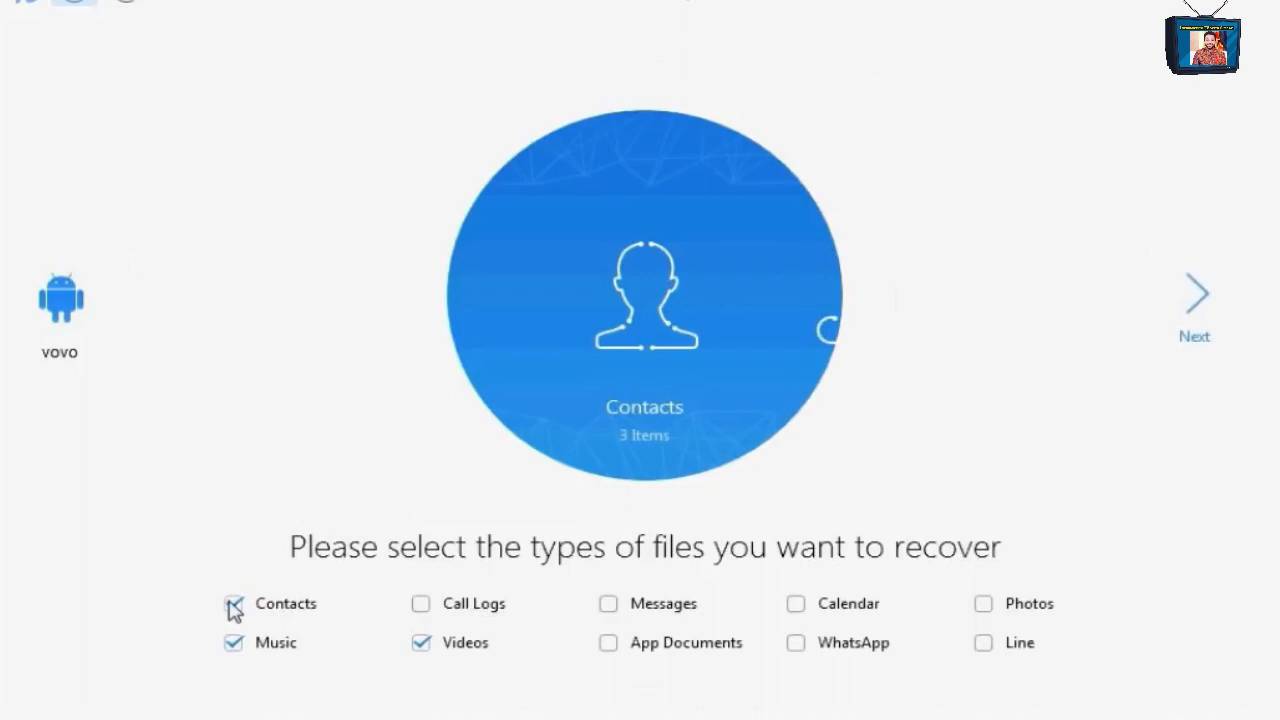 vovo
Contacts
3 Items
Next
Please select the types of files you want to recover
Contacts
Call Logs
Messages
Calendar
Photos
Music
Videos
App Documents
WhatsApp
Line